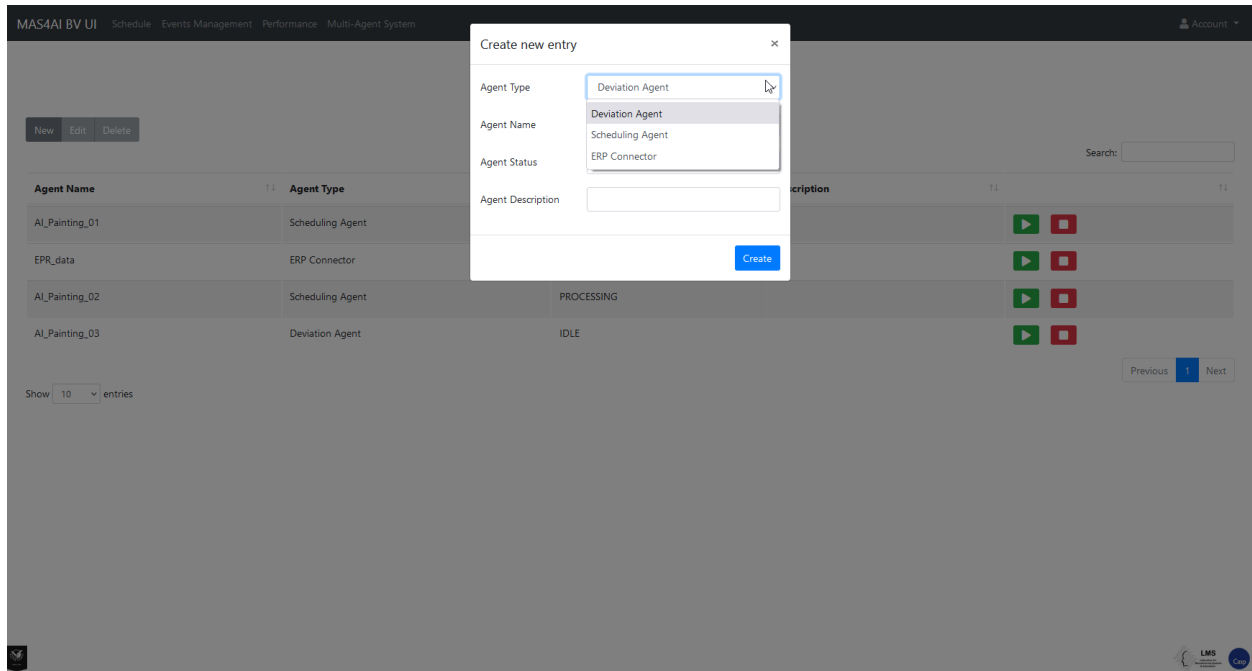 MAS4AI BV UI Schedule Events Management Performance Multi-Agent System Account
Create new entry ×
Agent Type Deviation Agent
Deviation Agent
Scheduling Agent
ERP Connector
Agent Name
Agent Status
Agent Description
Create
New Edit Delete
Search:
Agent Name Agent Type cription
AI_Painting_01 Scheduling Agent
EPR_data ERP Connector
AI_Painting_02 Scheduling Agent PROCESSING
AI_Painting_03 Deviation Agent IDLE
Previous 1 Next
Show 10 entries
LMS